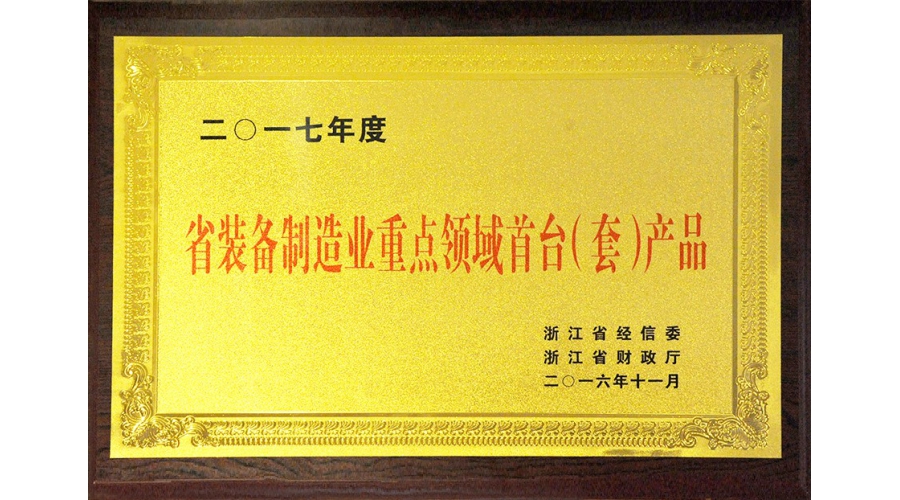 二〇一七年度
省装备制造业重点领域首台(套)产品
浙江省经信委
浙江省财政厅
二〇一六年十一月